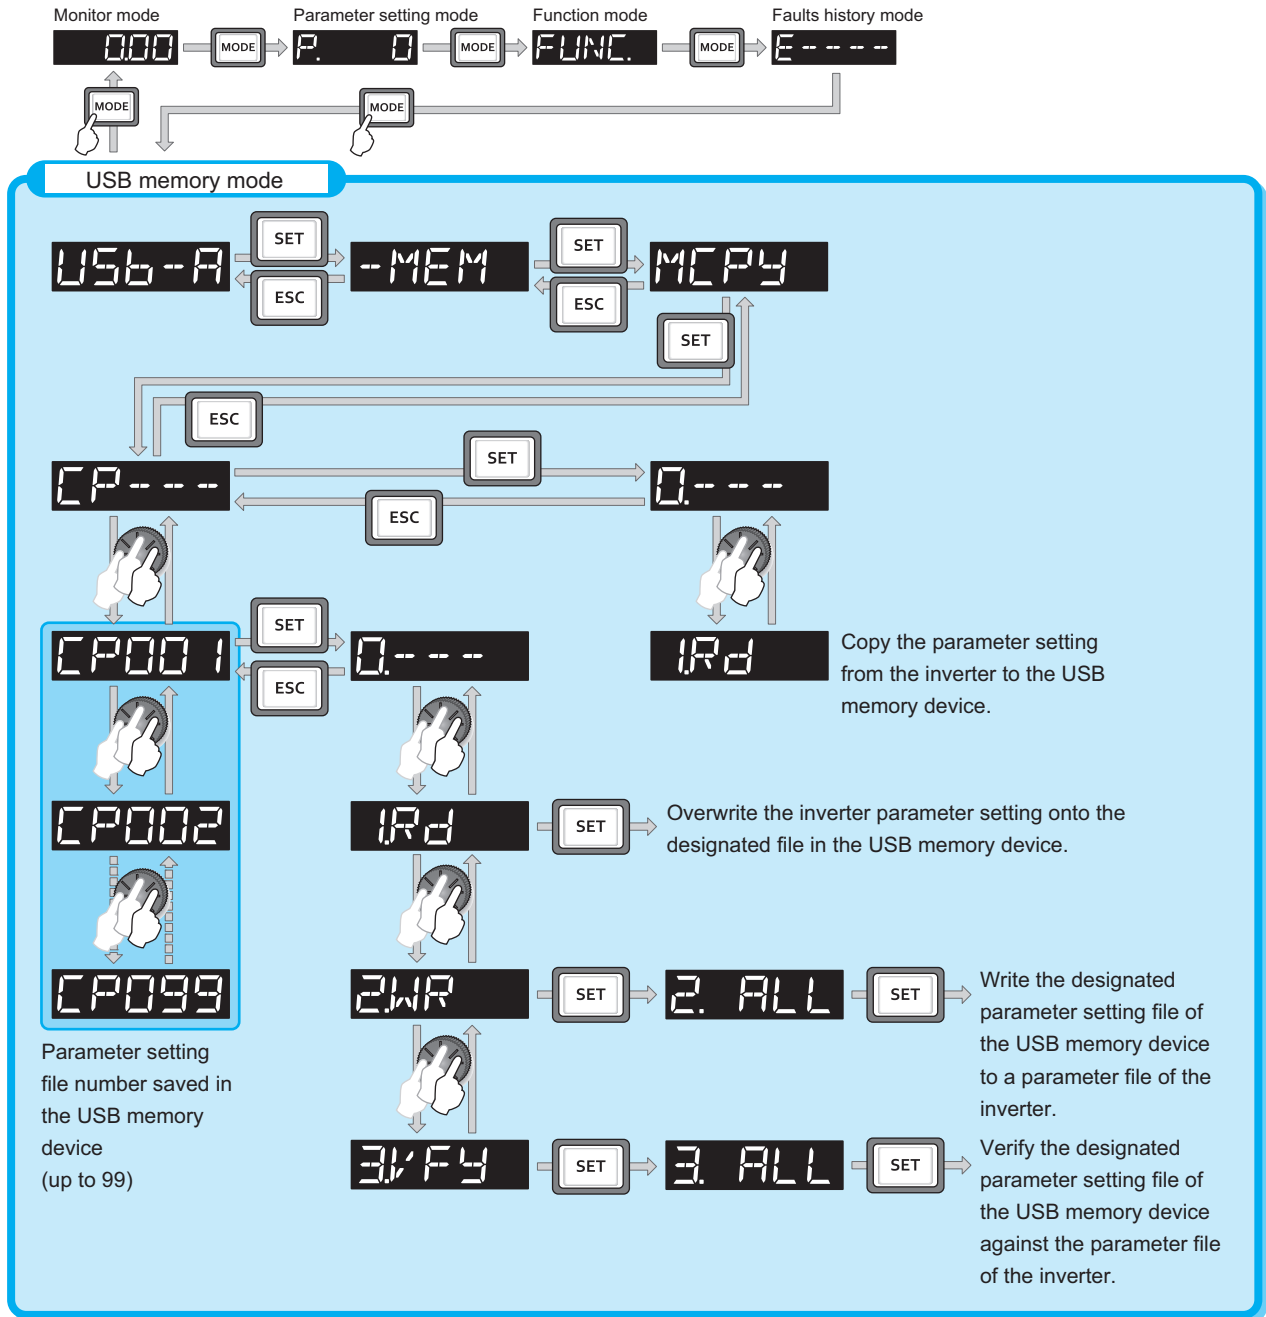 Monitor mode
Parameter setting mode
Function mode
Faults history mode
0.00
MODE
P. 0
MODE
FUNC.
MODE
E----
MODE
MODE
USB memory mode
USb-A
SET
ESC
-MEM
SET
ESC
MCPY
SET
ESC
CP---
SET
ESC
0.---
CP001
SET
ESC
0.---
1.Rd
Copy the parameter setting
from the inverter to the USB
memory device.
CP002
1.Rd
SET
Overwrite the inverter parameter setting onto the
designated file in the USB memory device.
CP099
2.WR
SET
2. ALL
SET
Write the designated
parameter setting file of
the USB memory device
to a parameter file of the
inverter.
Parameter setting
file number saved in
the USB memory
device
(up to 99)
3.VFY
SET
3. ALL
SET
Verify the designated
parameter setting file of
the USB memory device
against the parameter file
of the inverter.